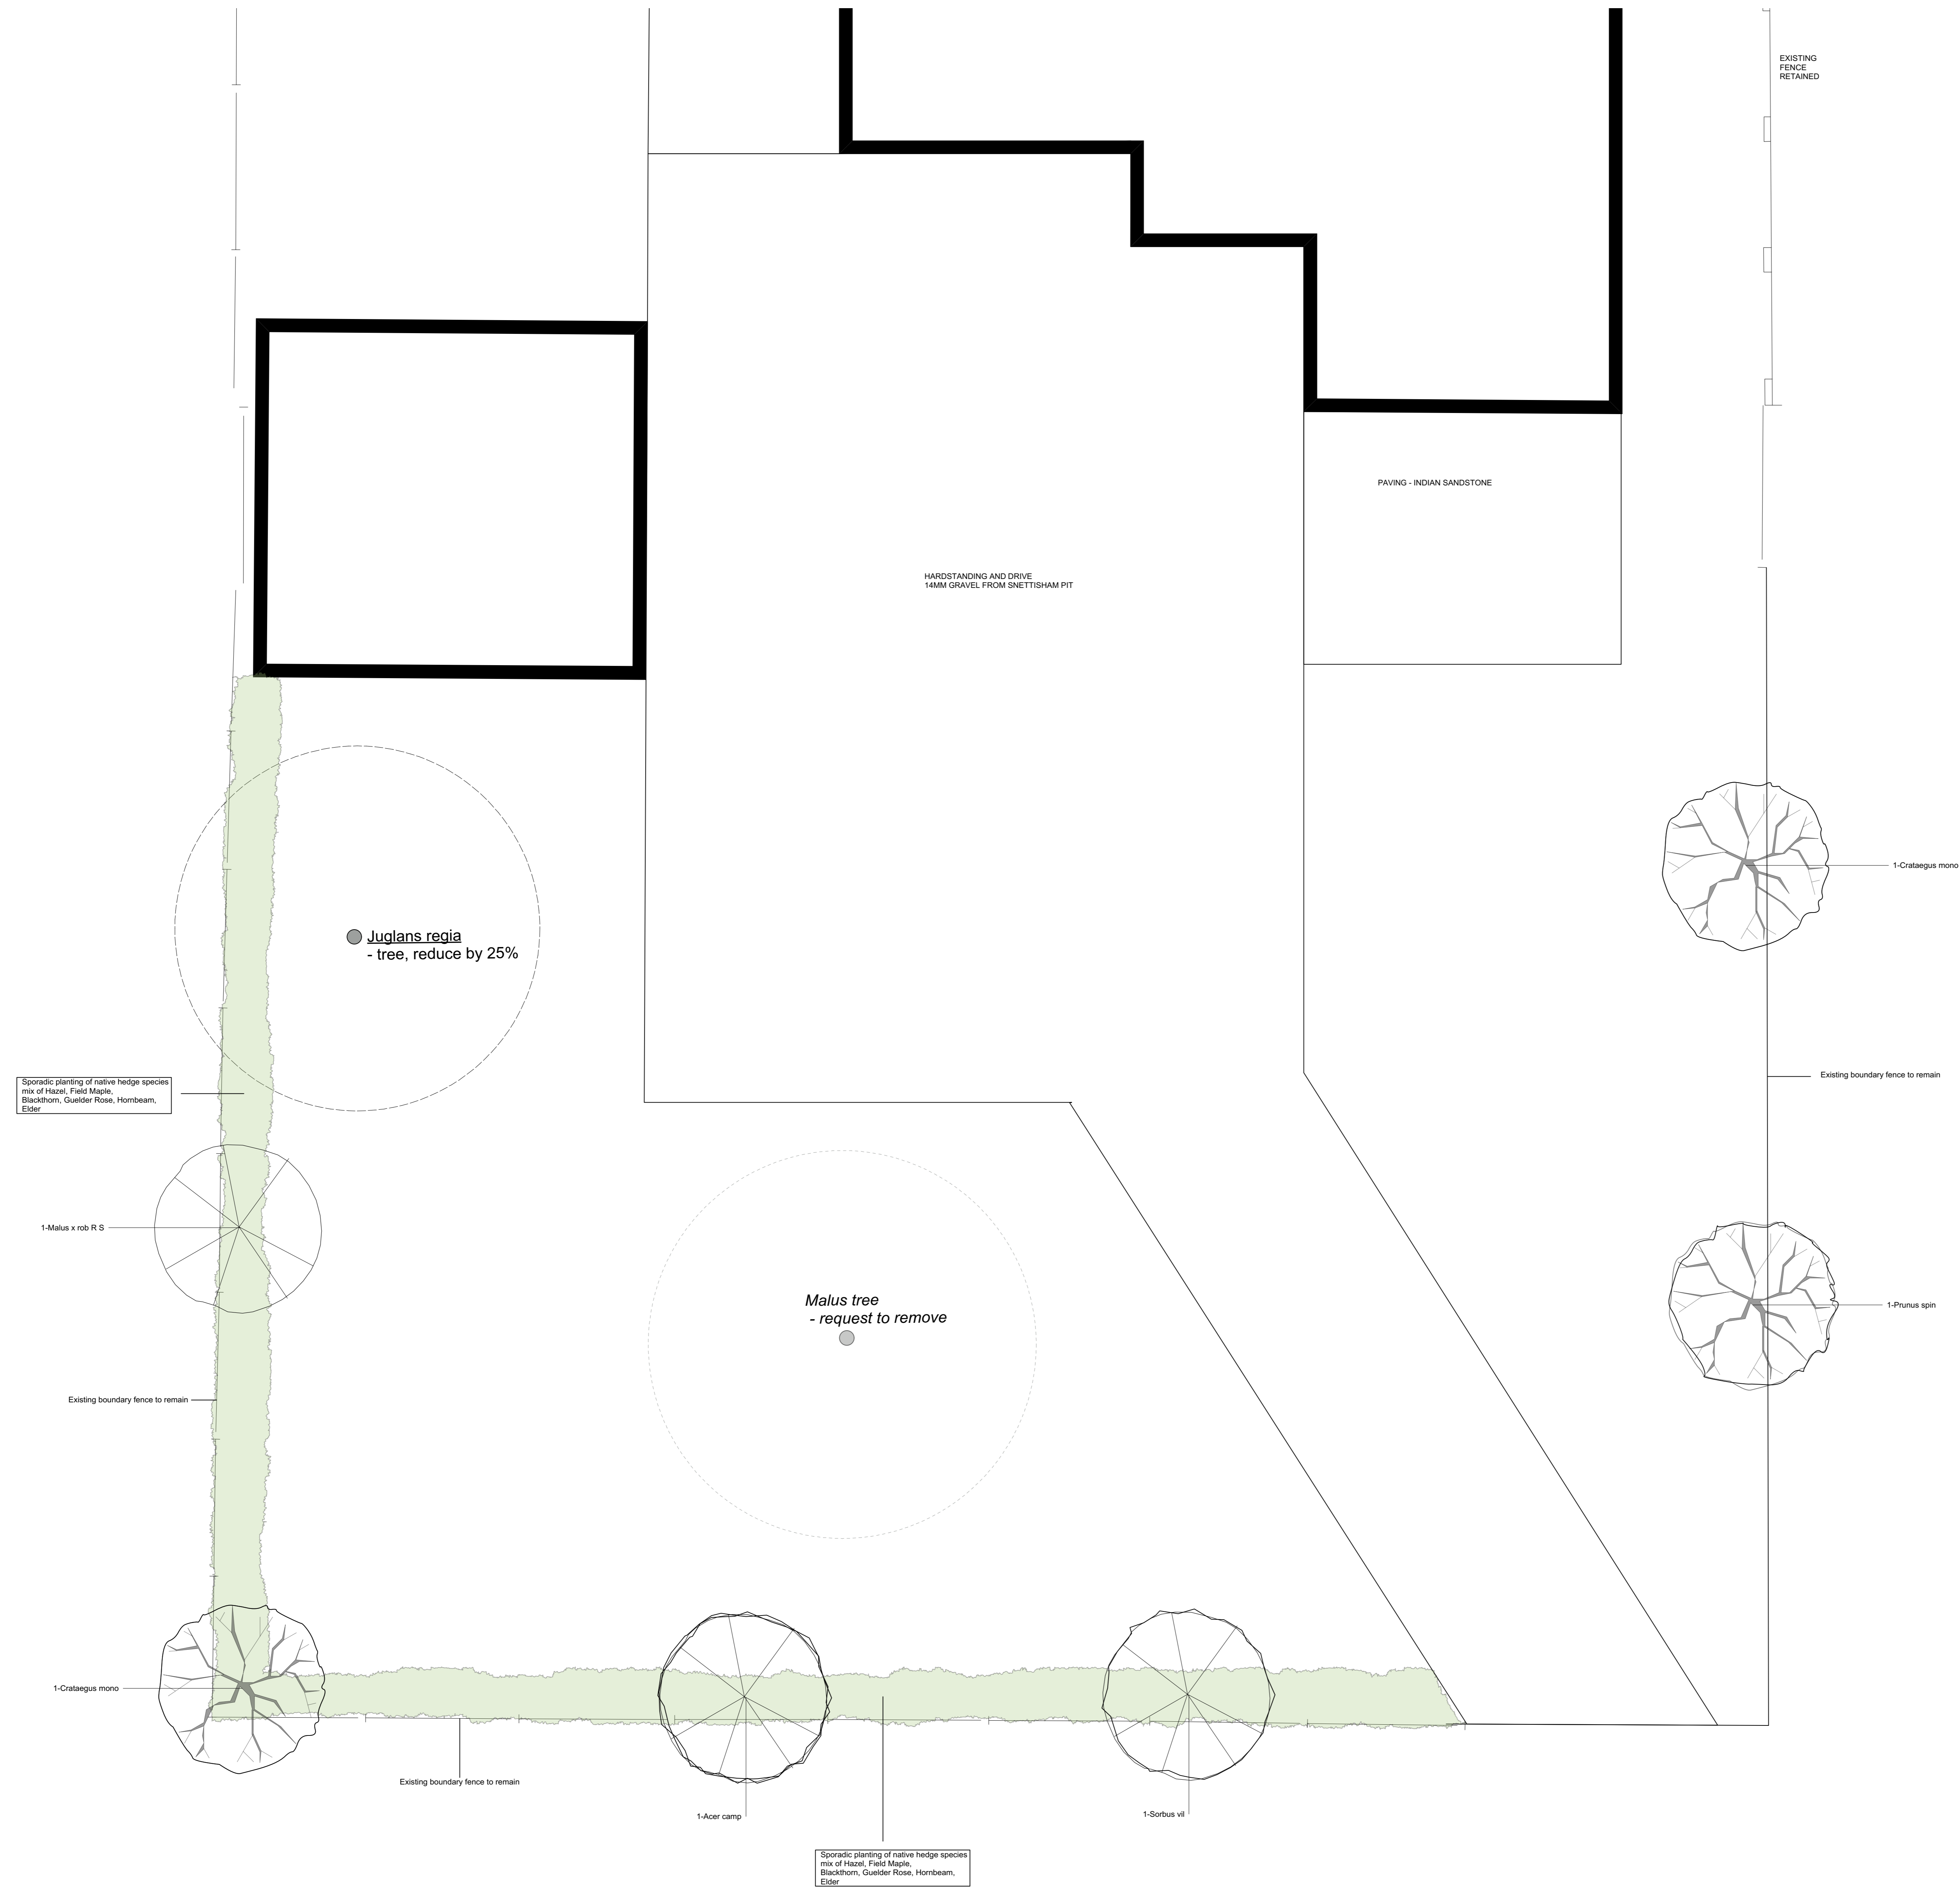 EXISTING
FENCE
RETAINED
PAVING - INDIAN SANDSTONE
HARDSTANDING AND DRIVE
14MM GRAVEL FROM SNETTISHAM PIT
1-Crataegus mono
Juglans regia
- tree, reduce by 25%
Existing boundary fence to remain
Sporadic planting of native hedge species
mix of Hazel, Field Maple,
Blackthorn, Guelder Rose, Hornbeam,
Elder
1-Malus x rob R S
Malus tree
- request to remove
1-Prunus spin
Existing boundary fence to remain
1-Crataegus mono
Existing boundary fence to remain
1-Acer camp
1-Sorbus vil
Sporadic planting of native hedge species
mix of Hazel, Field Maple,
Blackthorn, Guelder Rose, Hornbeam,
Elder